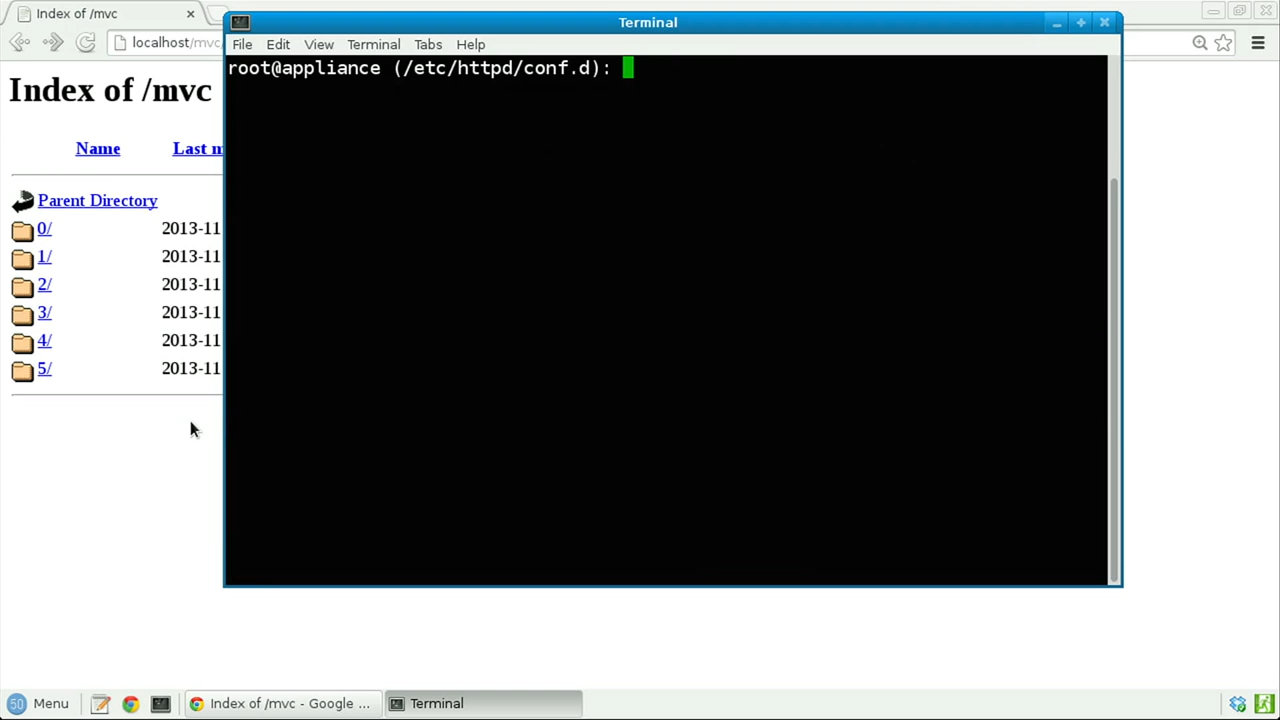 Index of /mvc
Terminal
localhost/mvc
File Edit View Terminal Tabs Help
root@appliance (/etc/httpd/conf.d):
Index of /mvc
Name Last m
Parent Directory
0/ 2013-11
1/ 2013-11
2/ 2013-11
3/ 2013-11
4/ 2013-11
5/ 2013-11
50 Menu Index of /mvc - Google ... Terminal